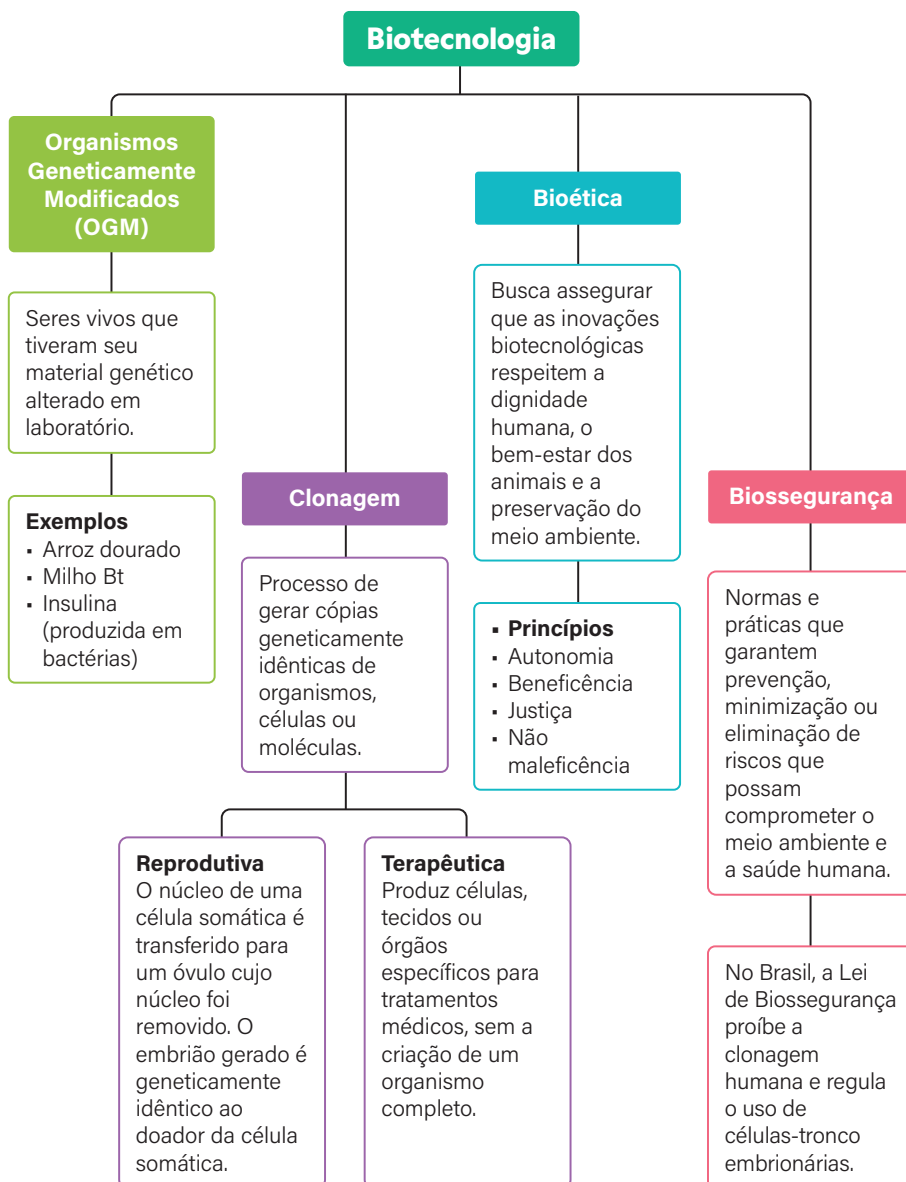 Biotecnologia
Organismos
Geneticamente
Modificados
(OGM)
Seres vivos que
tiveram seu
material genético
alterado em
laboratório.
Exemplos
▪ Arroz dourado
▪ Milho Bt
▪ Insulina
(produzida em
bactérias)
Clonagem
Processo de
gerar cópias
geneticamente
idênticas de
organismos,
células ou
moléculas.
Reprodutiva
O núcleo de uma
célula somática é
transferido para
um óvulo cujo
núcleo foi
removido. O
embrião gerado é
geneticamente
idêntico ao
doador da célula
somática.
Terapêutica
Produz células,
tecidos ou
órgãos
específicos para
tratamentos
médicos, sem a
criação de um
organismo
completo.
Bioética
Busca assegurar
que as inovações
biotecnológicas
respeitem a
dignidade
humana, o
bem-estar dos
animais e a
preservação do
meio ambiente.
▪ Princípios
▪ Autonomia
▪ Beneficência
▪ Justiça
▪ Não
maleficência
Biossegurança
Normas e
práticas que
garantem
prevenção,
minimização ou
eliminação de
riscos que
possam
comprometer o
meio ambiente e
a saúde humana.
No Brasil, a Lei
de Biossegurança
proíbe a
clonagem
humana e regula
o uso de
células-tronco
embrionárias.